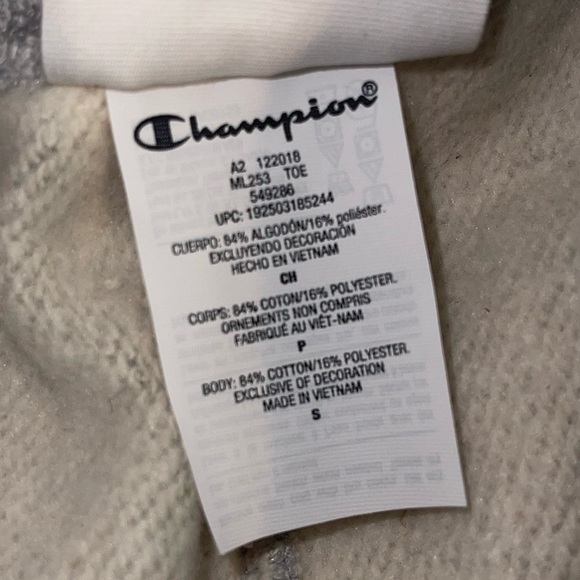 Champion®
A2 122018
ML253 TOE
549286
UPC: 192503185244
CUERPO: 84% ALGODÓN/16% poliéster.
EXCLUYENDO DECORACIÓN
HECHO EN VIETNAM
CH
CORPS: 84% COTON/16% POLYESTER.
ORNEMENTS NON COMPRIS
FABRIQUÉ AU VIÊT-NAM
P
BODY: 84% COTTON/16% POLYESTER.
EXCLUSIVE OF DECORATION
MADE IN VIETNAM
S